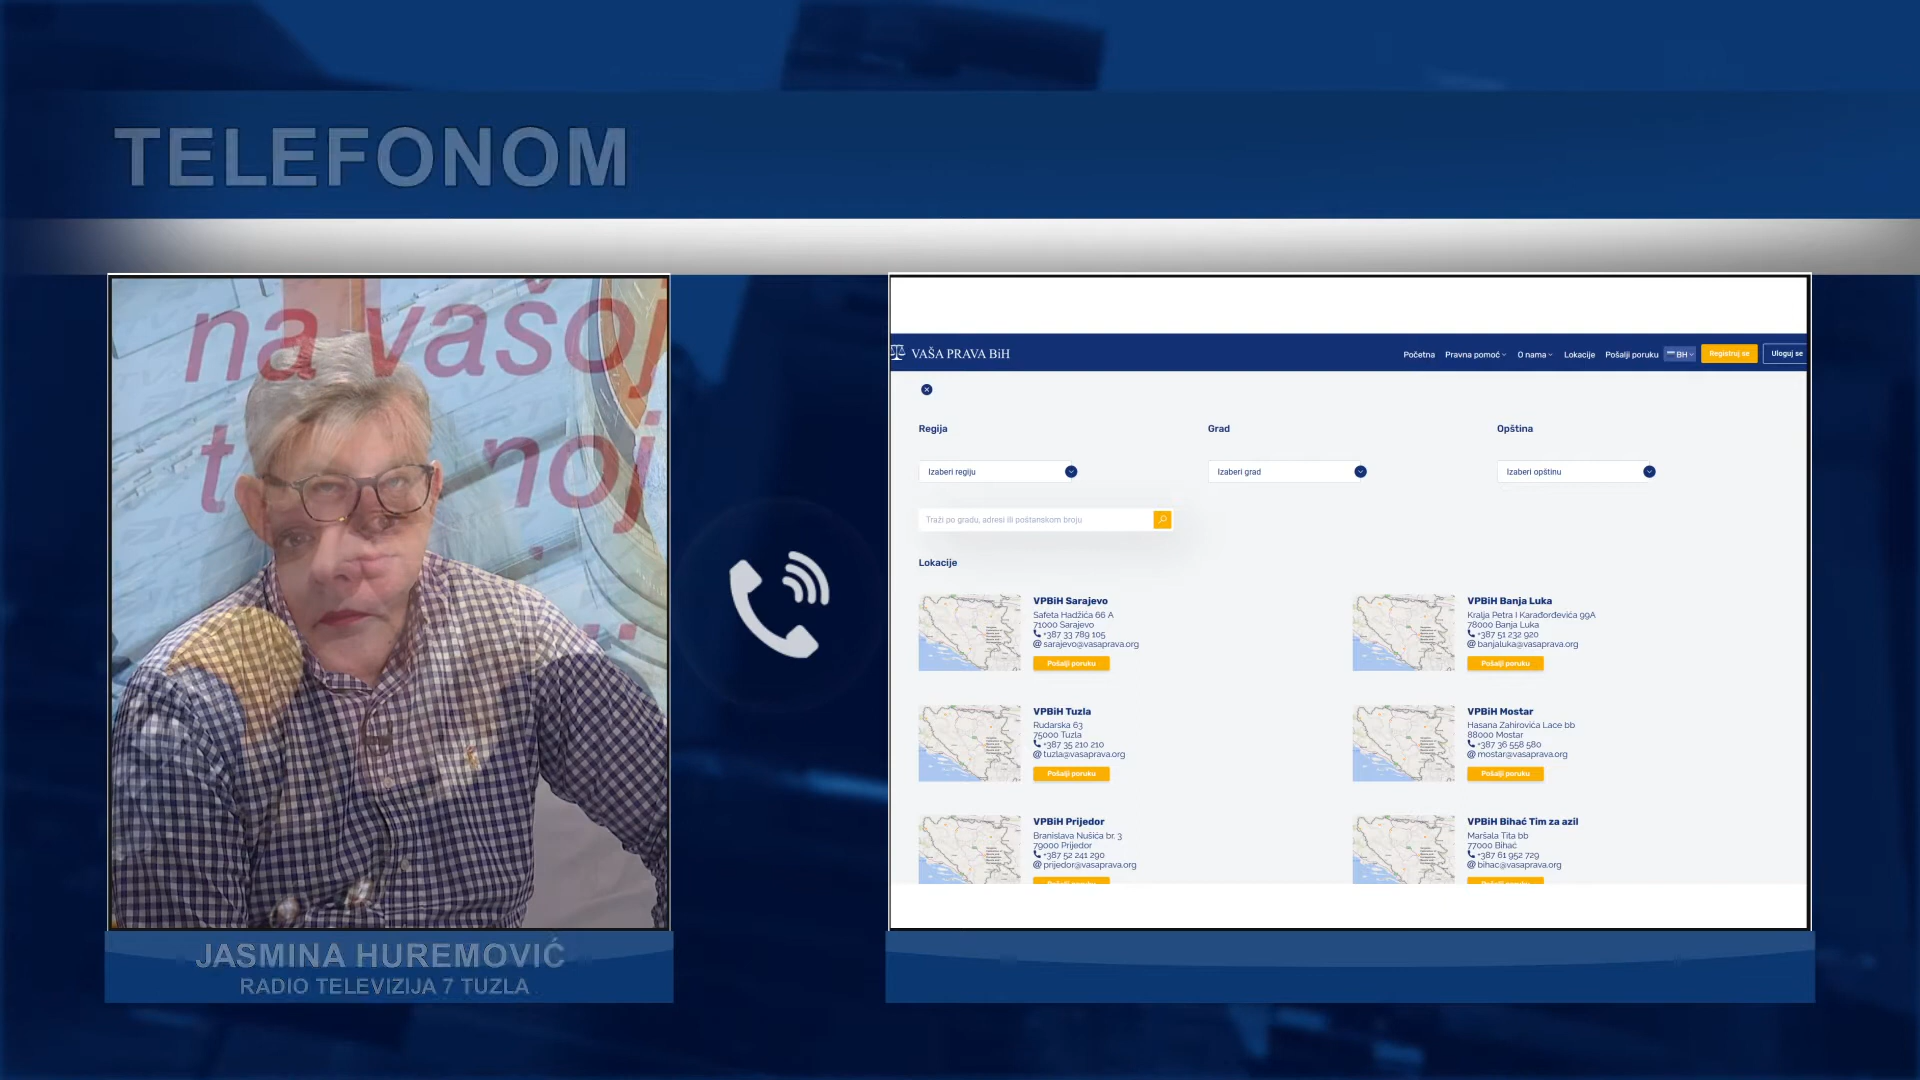 TELEFONOM
na vašoj
t noj
JASMINA HUREMOVIĆ
RADIO TELEVIZIJA 7 TUZLA
VAŠA PRAVA BiH
Početna Pravna pomoć O nama Lokacije Pošalji poruku BH Registruj se Uloguj se
Regija Grad Opština
Izaberi regiju Izaberi grad Izaberi opštinu
Traži po gradu, adresi ili poštanskom broju
Lokacije
VPBiH Sarajevo
Safeta Hadžića 66 A
71000 Sarajevo
+387 33 789 105
@ sarajevo@vasaprava.org
Pošalji poruku
VPBiH Banja Luka
Kralja Petra I Karađorđevića 99A
78000 Banja Luka
+387 51 232 920
@ banjaluka@vasaprava.org
Pošalji poruku
VPBiH Tuzla
Rudarska 63
75000 Tuzla
+387 35 210 210
@ tuzla@vasaprava.org
Pošalji poruku
VPBiH Mostar
Hasana Zahirovića Lace bb
88000 Mostar
+387 36 558 580
@ mostar@vasaprava.org
Pošalji poruku
VPBiH Prijedor
Branislava Nušića br. 3
79000 Prijedor
+387 52 241 290
@ prijedor@vasaprava.org
Pošalji poruku
VPBiH Bihać Tim za azil
Maršala Tita bb
77000 Bihać
+387 61 952 729
@ bihac@vasaprava.org
Pošalji poruku